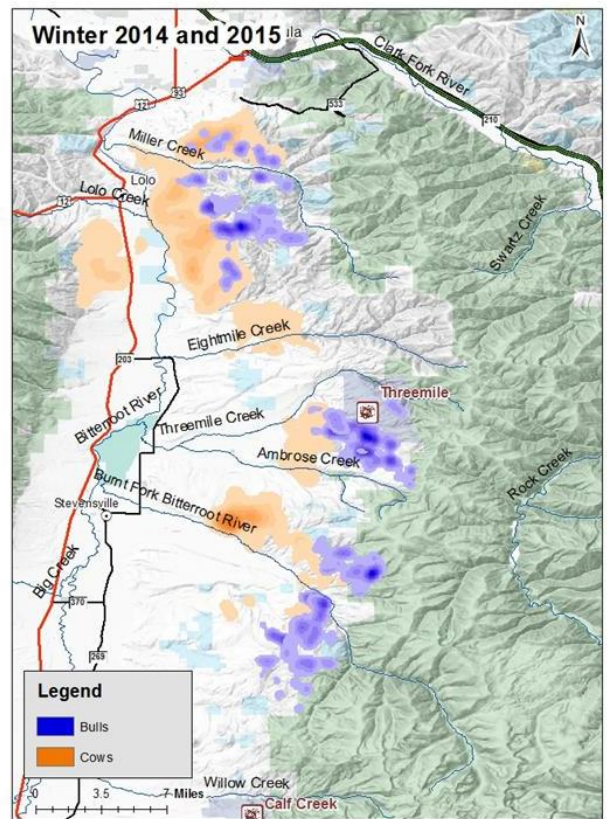 Winter 2014 and 2015
N
Clark Fork River
93
12
533
210
Miller Creek
Lolo
12
Lolo Creek
Swartz Creek
Eightmile Creek
203
Threemile
Bitterroot River
Threemile Creek
Ambrose Creek
Rock Creek
Burnt Fork Bitterroot River
Stevensville
Big Creek
370
269
Legend
Bulls
Cows
Willow Creek
0 3.5 7 Miles
Calf Creek